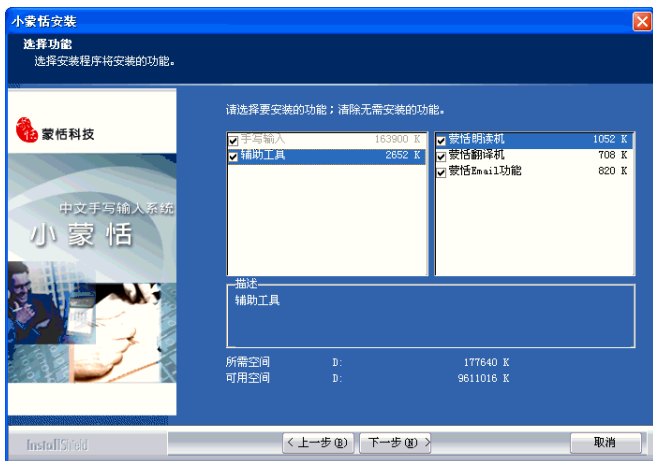 小蒙恬安装
选择功能
选择安装程序将安装的功能。
蒙恬科技
中文手写输入系统
小蒙恬
请选择要安装的功能；清除无需安装的功能。
手写输入 163900 K
辅助工具 2652 K
蒙恬朗读机 1052 K
蒙恬翻译机 708 K
蒙恬Email功能 820 K
描述
辅助工具
所需空间 D: 177640 K
可用空间 D: 9611016 K
InstallShield
< 上一步(B) 下一步(N) > 取消